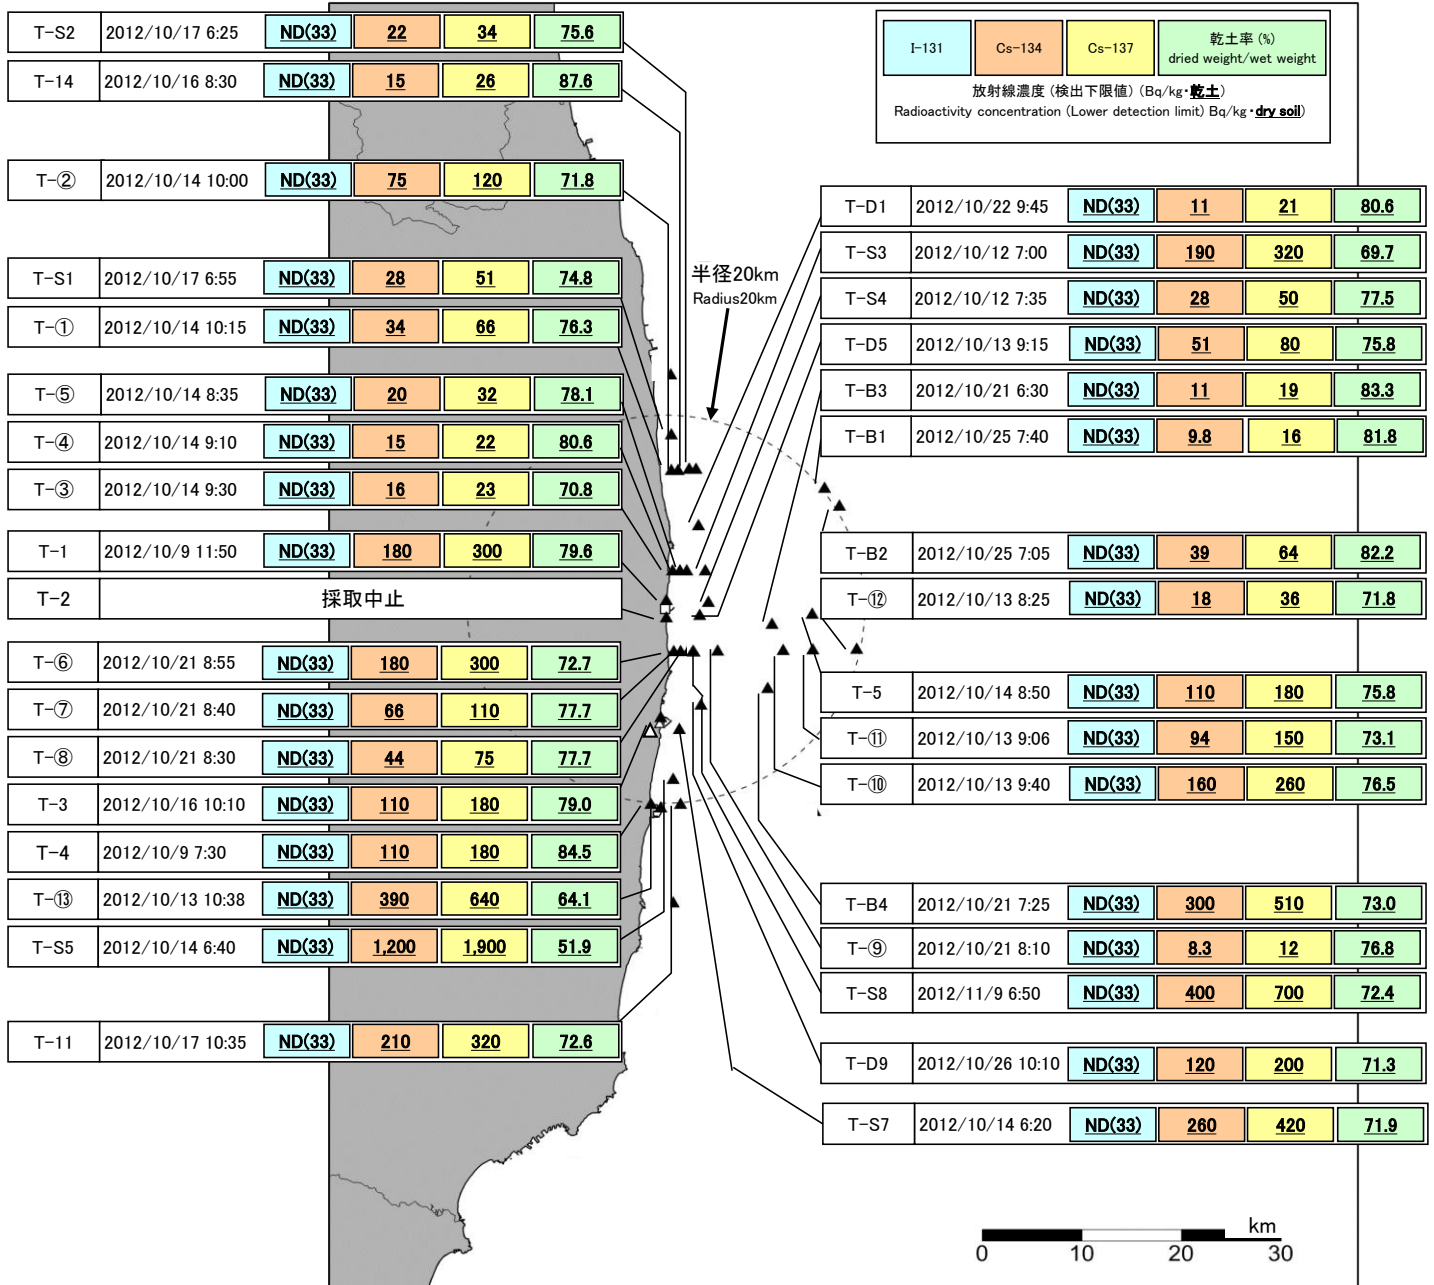 T-S2 2012/10/17 6:25 ND(33) 22 34 75.6
T-14 2012/10/16 8:30 ND(33) 15 26 87.6
T-② 2012/10/14 10:00 ND(33) 75 120 71.8
T-S1 2012/10/17 6:55 ND(33) 28 51 74.8
T-① 2012/10/14 10:15 ND(33) 34 66 76.3
T-⑤ 2012/10/14 8:35 ND(33) 20 32 78.1
T-④ 2012/10/14 9:10 ND(33) 15 22 80.6
T-③ 2012/10/14 9:30 ND(33) 16 23 70.8
T-1 2012/10/9 11:50 ND(33) 180 300 79.6
T-2 採取中止
T-⑥ 2012/10/21 8:55 ND(33) 180 300 72.7
T-⑦ 2012/10/21 8:40 ND(33) 66 110 77.7
T-⑧ 2012/10/21 8:30 ND(33) 44 75 77.7
T-3 2012/10/16 10:10 ND(33) 110 180 79.0
T-4 2012/10/9 7:30 ND(33) 110 180 84.5
T-⑬ 2012/10/13 10:38 ND(33) 390 640 64.1
T-S5 2012/10/14 6:40 ND(33) 1,200 1,900 51.9
T-11 2012/10/17 10:35 ND(33) 210 320 72.6
I-131 Cs-134 Cs-137 乾土率 (%)
dried weight/wet weight
放射線濃度 (検出下限値) (Bq/kg・乾土)
Radioactivity concentration (Lower detection limit) Bq/kg・dry soil)
半径20km
Radius20km
T-D1 2012/10/22 9:45 ND(33) 11 21 80.6
T-S3 2012/10/12 7:00 ND(33) 190 320 69.7
T-S4 2012/10/12 7:35 ND(33) 28 50 77.5
T-D5 2012/10/13 9:15 ND(33) 51 80 75.8
T-B3 2012/10/21 6:30 ND(33) 11 19 83.3
T-B1 2012/10/25 7:40 ND(33) 9.8 16 81.8
T-B2 2012/10/25 7:05 ND(33) 39 64 82.2
T-⑫ 2012/10/13 8:25 ND(33) 18 36 71.8
T-5 2012/10/14 8:50 ND(33) 110 180 75.8
T-⑪ 2012/10/13 9:06 ND(33) 94 150 73.1
T-⑩ 2012/10/13 9:40 ND(33) 160 260 76.5
T-B4 2012/10/21 7:25 ND(33) 300 510 73.0
T-⑨ 2012/10/21 8:10 ND(33) 8.3 12 76.8
T-S8 2012/11/9 6:50 ND(33) 400 700 72.4
T-D9 2012/10/26 10:10 ND(33) 120 200 71.3
T-S7 2012/10/14 6:20 ND(33) 260 420 71.9
km
0 10 20 30